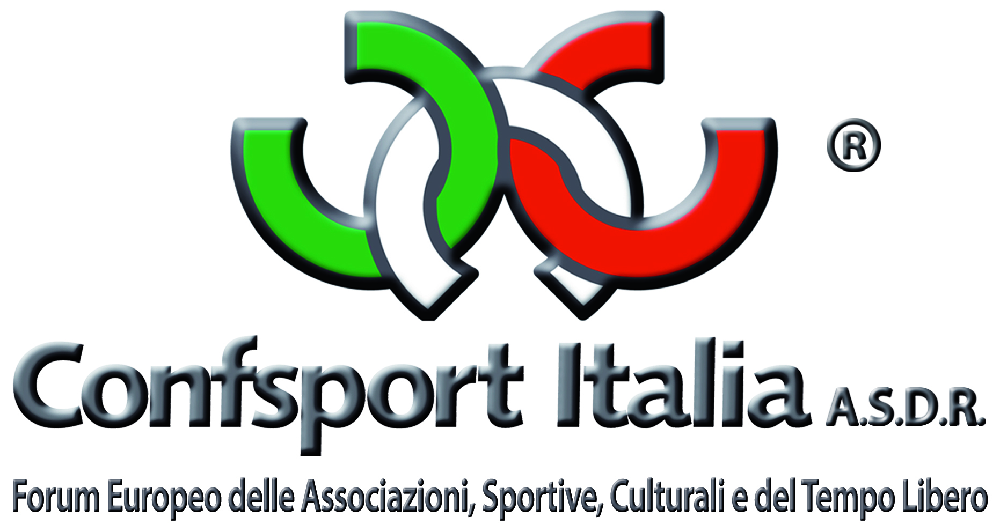 ®
Confsport Italia A.S.D.R.
Forum Europeo delle Associazioni, Sportive, Culturali e del Tempo Libero